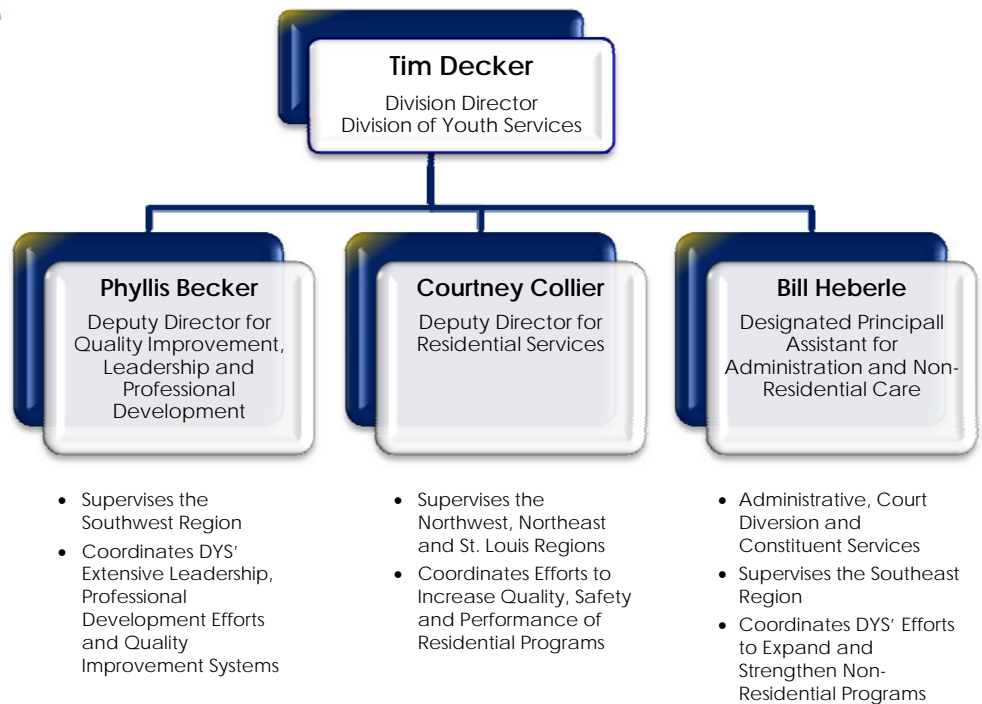 Tim Decker
Division Director
Division of Youth Services
Phyllis Becker
Deputy Director for
Quality Improvement,
Leadership and
Professional
Development
Courtney Collier
Deputy Director for
Residential Services
Bill Heberle
Designated Principall
Assistant for
Administration and Non-
Residential Care
• Supervises the
Southwest Region
• Coordinates DYS’
Extensive Leadership,
Professional
Development Efforts
and Quality
Improvement Systems
• Supervises the
Northwest, Northeast
and St. Louis Regions
• Coordinates Efforts to
Increase Quality, Safety
and Performance of
Residential Programs
• Administrative, Court
Diversion and
Constituent Services
• Supervises the Southeast
Region
• Coordinates DYS’ Efforts
to Expand and
Strengthen Non-
Residential Programs